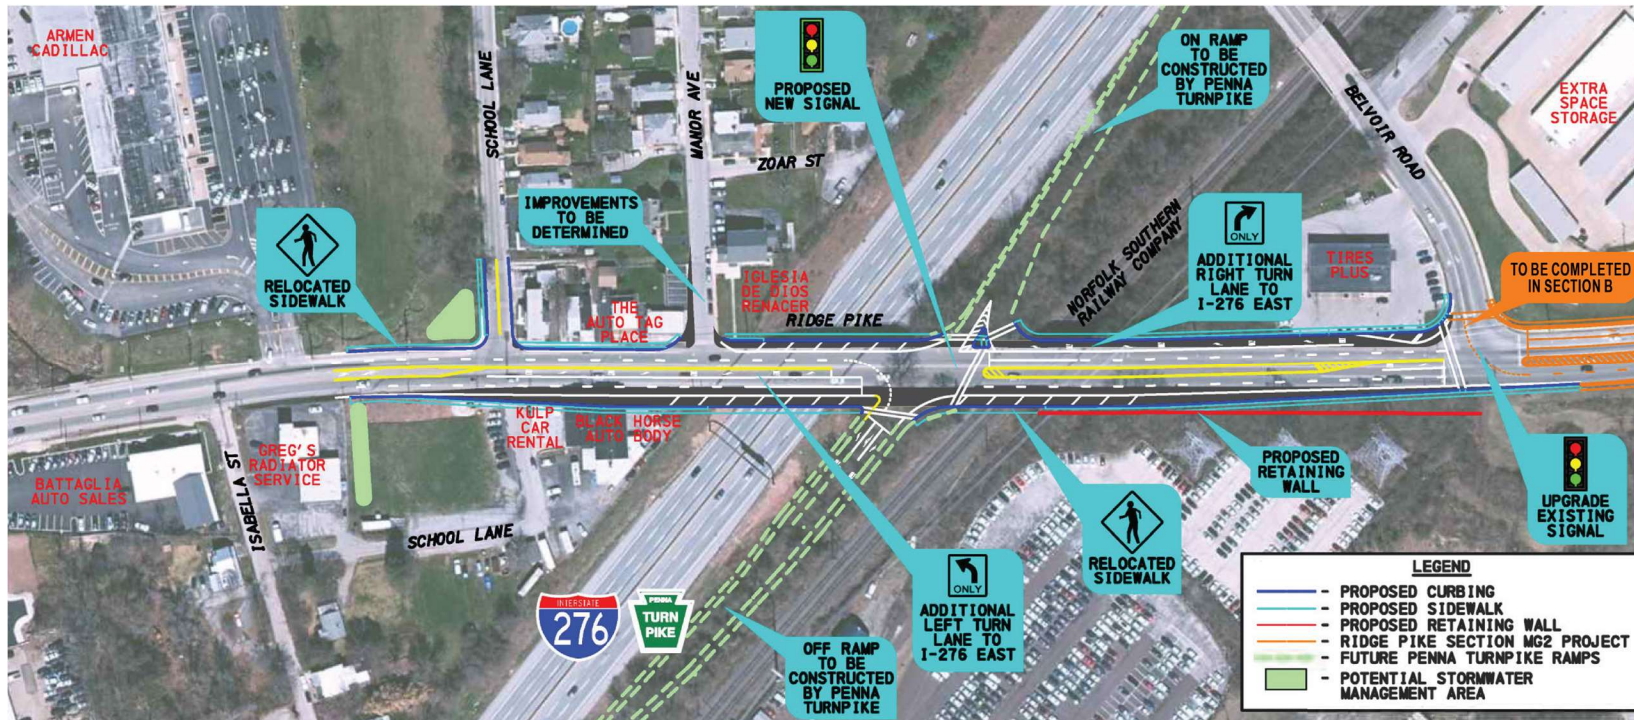 ARMEN
CADILLAC
SCHOOL LANE
MANOR AVE
ZOAR ST
PROPOSED
NEW SIGNAL
ON RAMP
TO BE
CONSTRUCTED
BY PENNA
TURNPIKE
BELVOIR ROAD
EXTRA
SPACE
STORAGE
RELOCATED
SIDEWALK
IMPROVEMENTS
TO BE
DETERMINED
THE
AUTO TAG
PLACE
IGLESIA
DE DIOS
RENACER
RIDGE PIKE
NORFOLK SOUTHERN
RAILWAY COMPANY
ONLY
ADDITIONAL
RIGHT TURN
LANE TO
I-276 EAST
TIRES
PLUS
TO BE COMPLETED
IN SECTION B
BATTAGLIA
AUTO SALES
ISABELLA ST
GREG'S
RADIATOR
SERVICE
KULP
CAR
RENTAL
BLACK HORSE
AUTO BODY
SCHOOL LANE
INTERSTATE
276
PENNA
TURN
PIKE
OFF RAMP
TO BE
CONSTRUCTED
BY PENNA
TURNPIKE
ONLY
ADDITIONAL
LEFT TURN
LANE TO
I-276 EAST
RELOCATED
SIDEWALK
PROPOSED
RETAINING
WALL
UPGRADE
EXISTING
SIGNAL
LEGEND
- PROPOSED CURBING
- PROPOSED SIDEWALK
- PROPOSED RETAINING WALL
- RIDGE PIKE SECTION MG2 PROJECT
- FUTURE PENNA TURNPIKE RAMPS
- POTENTIAL STORMWATER
MANAGEMENT AREA